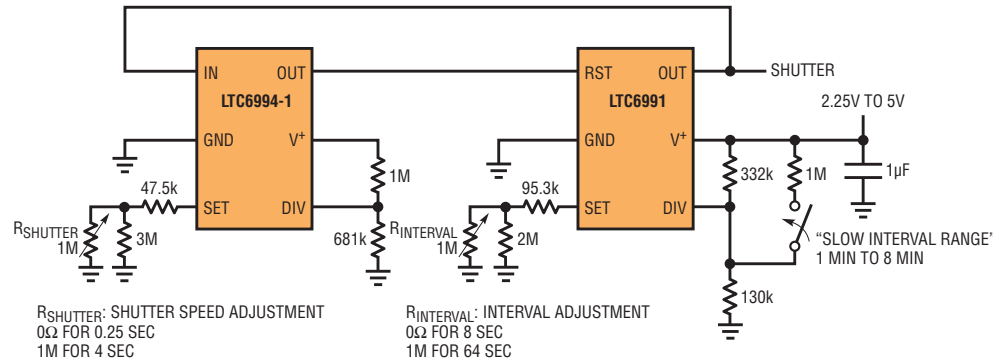 IN OUT
LTC6994-1
GND V+
SET DIV
47.5k
RSHUTTER
1M
3M
1M
681k
RST OUT
LTC6991
GND V+
SET DIV
95.3k
RINTERVAL
1M
2M
SHUTTER
2.25V TO 5V
332k
1M
1µF
"SLOW INTERVAL RANGE"
1 MIN TO 8 MIN
130k
RSHUTTER: SHUTTER SPEED ADJUSTMENT
0Ω FOR 0.25 SEC
1M FOR 4 SEC
RINTERVAL: INTERVAL ADJUSTMENT
0Ω FOR 8 SEC
1M FOR 64 SEC